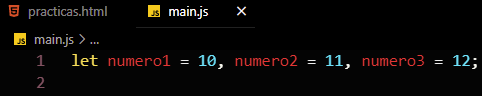 practicas.html main.js
main.js > ...
1 let numero1 = 10, numero2 = 11, numero3 = 12;
2